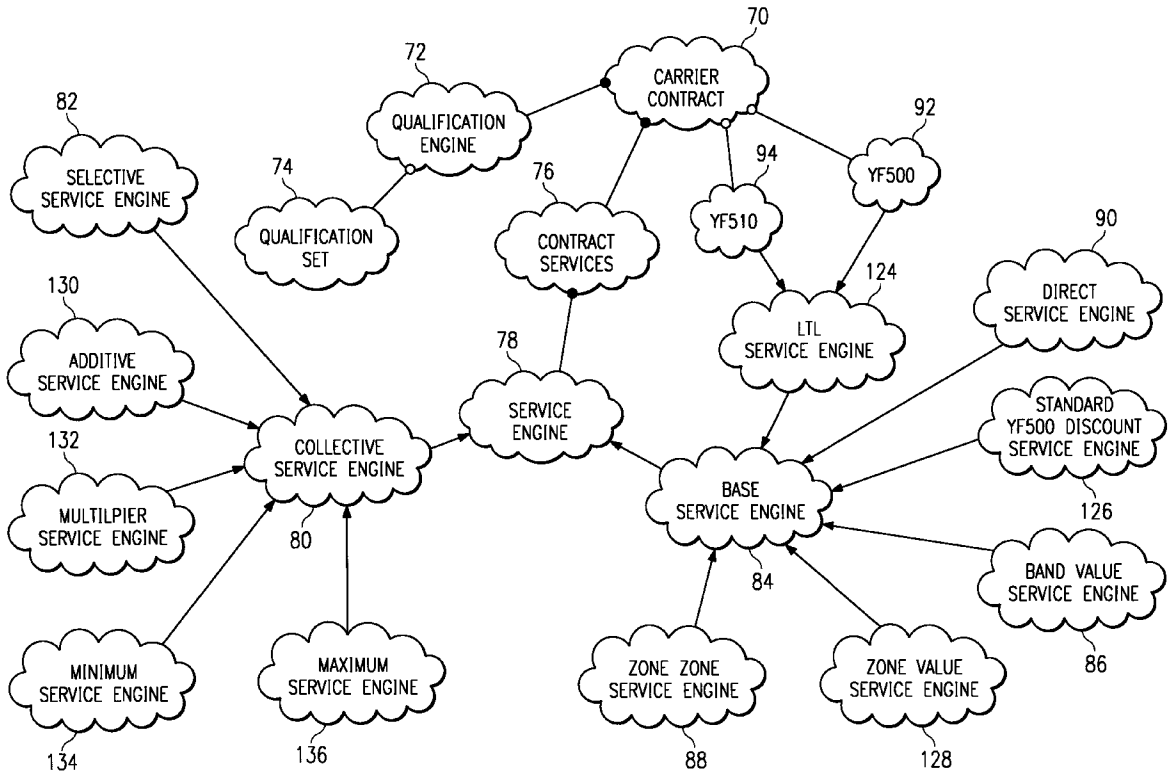 70
CARRIER
CONTRACT
72
QUALIFICATION
ENGINE
82
SELECTIVE
SERVICE ENGINE
74
QUALIFICATION
SET
76
CONTRACT
SERVICES
94
YF510
92
YF500
90
DIRECT
SERVICE ENGINE
124
LTL
SERVICE ENGINE
130
ADDITIVE
SERVICE ENGINE
78
SERVICE
ENGINE
STANDARD
YF500 DISCOUNT
SERVICE ENGINE
126
132
MULTILPIER
SERVICE ENGINE
COLLECTIVE
SERVICE ENGINE
80
BASE
SERVICE ENGINE
84
BAND VALUE
SERVICE ENGINE
86
MINIMUM
SERVICE ENGINE
134
MAXIMUM
SERVICE ENGINE
136
ZONE ZONE
SERVICE ENGINE
88
ZONE VALUE
SERVICE ENGINE
128